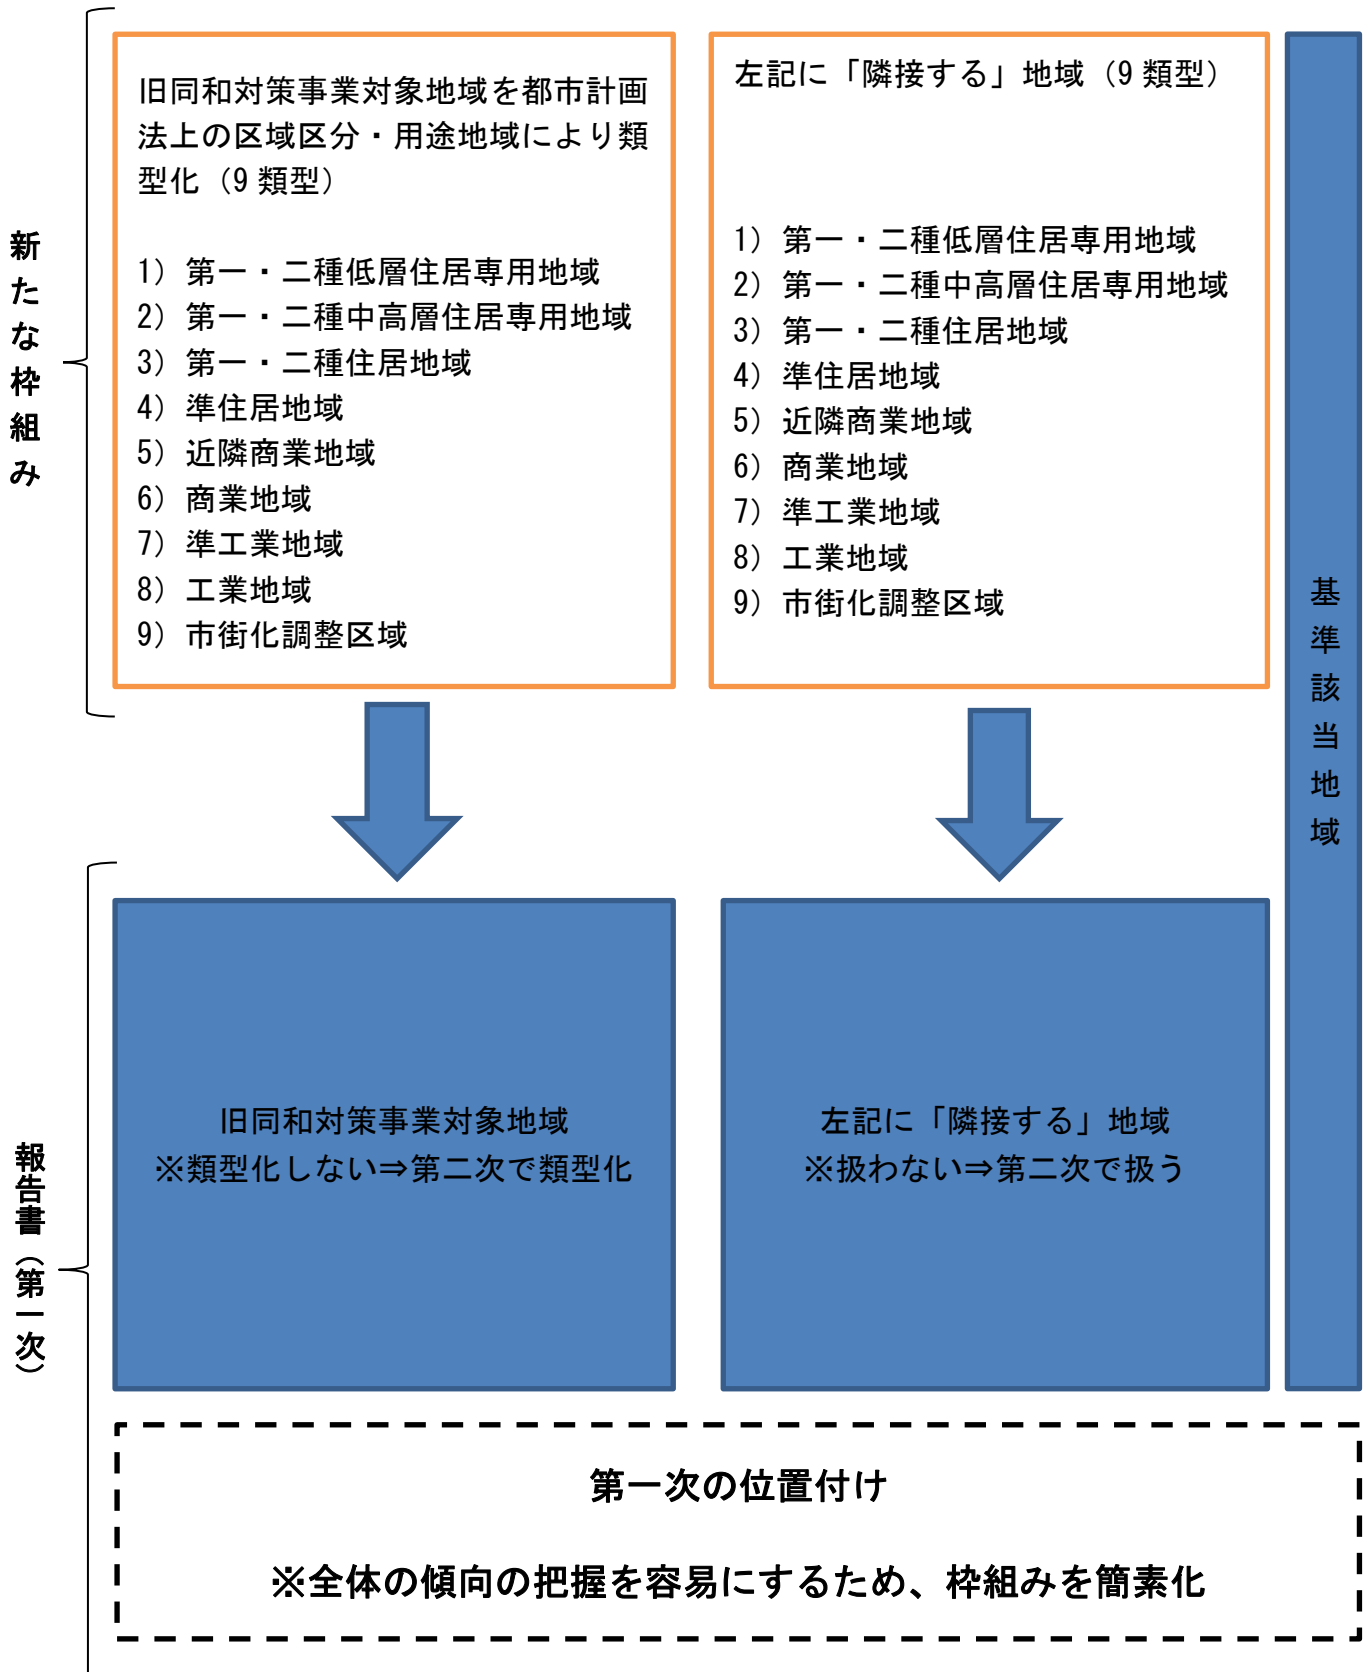 新たな枠組み
旧同和対策事業対象地域を都市計画
法上の区域区分・用途地域により類
型化（9類型）
1）第一・二種低層住居専用地域
2）第一・二種中高層住居専用地域
3）第一・二種住居地域
4）準住居地域
5）近隣商業地域
6）商業地域
7）準工業地域
8）工業地域
9）市街化調整区域
左記に「隣接する」地域（9類型）
1）第一・二種低層住居専用地域
2）第一・二種中高層住居専用地域
3）第一・二種住居地域
4）準住居地域
5）近隣商業地域
6）商業地域
7）準工業地域
8）工業地域
9）市街化調整区域
基準該当地域
報告書（第一次）
旧同和対策事業対象地域
※類型化しない⇒第二次で類型化
左記に「隣接する」地域
※扱わない⇒第二次で扱う
第一次の位置付け
※全体の傾向の把握を容易にするため、枠組みを簡素化